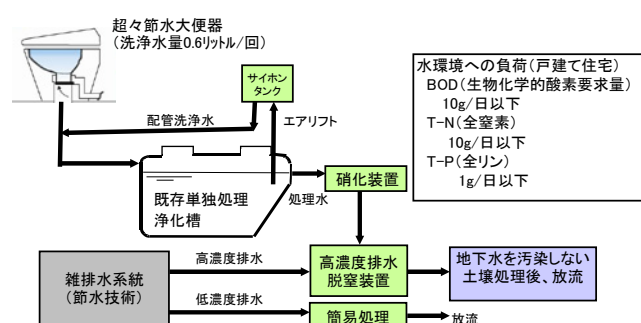 超々節水大便器
(洗浄水量0.6リットル/回)
サイホン
タンク
配管洗浄水
エアリフト
水環境への負荷(戸建て住宅)
BOD(生物化学的酸素要求量)
10g/日以下
T-N(全窒素)
10g/日以下
T-P(全リン)
1g/日以下
既存単独処理
浄化槽
処理水
硝化装置
雑排水系統
(節水技術)
高濃度排水
高濃度排水
脱窒装置
地下水を汚染しない
土壌処理後、放流
低濃度排水
簡易処理
放流